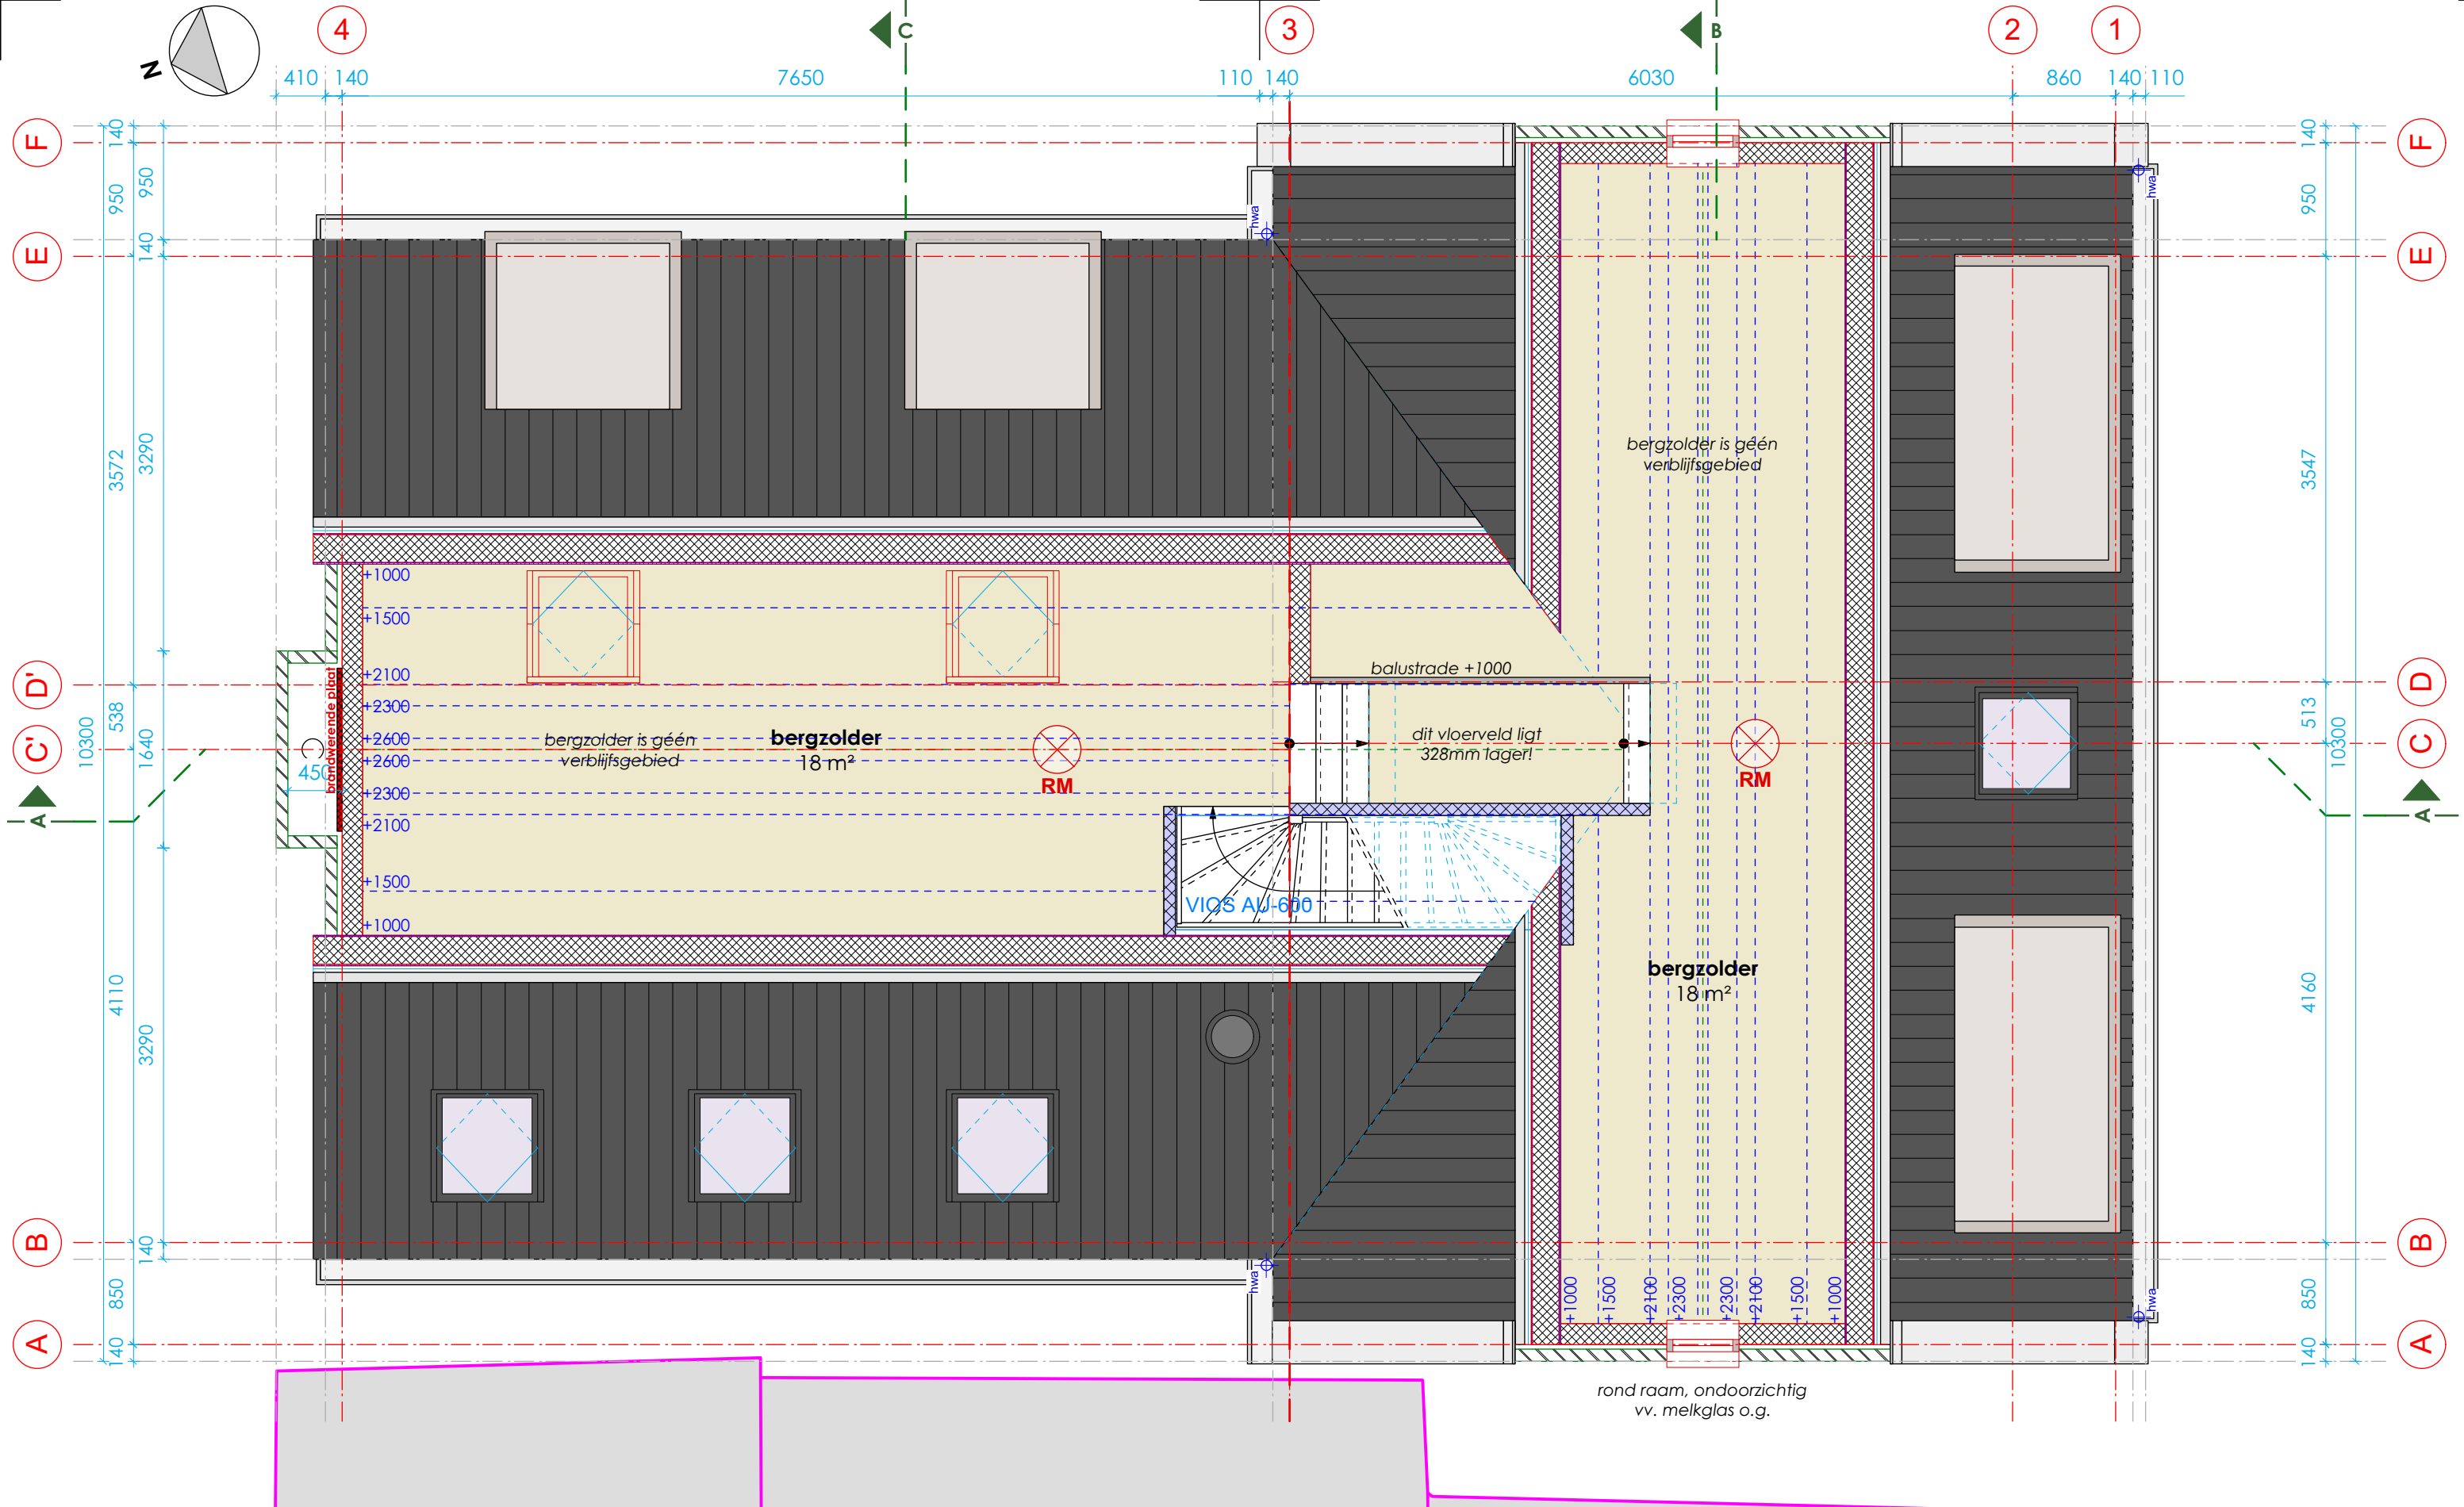 N
4
3
2
1
C
B
410 140 7650 110 140 6030 860 140 110
F
F
E
E
D'
D
C'
C
A
A
B
B
A
A
140
950
140
3572
538
10300
4110
850
140
950
3290
1640
3290
140
140
950
3547
513
10300
4160
850
140
hwa
hwa
hwa
hwa
+1000
+1500
+2100
+2300
+2600
+2600
+2300
+2100
+1500
+1000
brandwerende plaat
450
bergzolder is géén
verblijfsgebied
bergzolder
18 m²
RM
balustrade +1000
dit vloerveld ligt
328mm lager!
VIOS AU-600
bergzolder is géén
verblijfsgebied
RM
bergzolder
18 m²
+1000
+1500
+2100
+2300
+2300
+2100
+1500
+1000
rond raam, ondoorzichtig
vv. melkglas o.g.